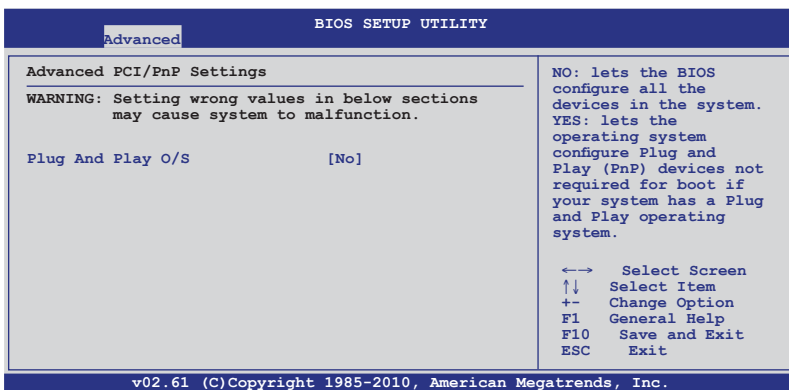 BIOS SETUP UTILITY
Advanced
Advanced PCI/PnP Settings
WARNING: Setting wrong values in below sections
may cause system to malfunction.
Plug And Play O/S [No]
NO: lets the BIOS
configure all the
devices in the system.
YES: lets the
operating system
configure Plug and
Play (PnP) devices not
required for boot if
your system has a Plug
and Play operating
system.
←→ Select Screen
↑↓ Select Item
+- Change Option
F1 General Help
F10 Save and Exit
ESC Exit
v02.61 (C)Copyright 1985-2010, American Megatrends, Inc.